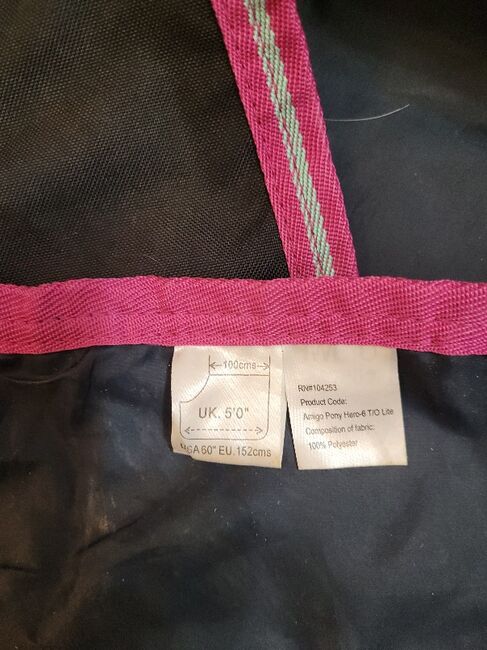 100cms
UK. 5'0"
USA 60" EU. 152cms
RN#104253
Product Code:
Amigo Pony Hero-6 T/O Lite
Composition of fabric:
100% Polyester